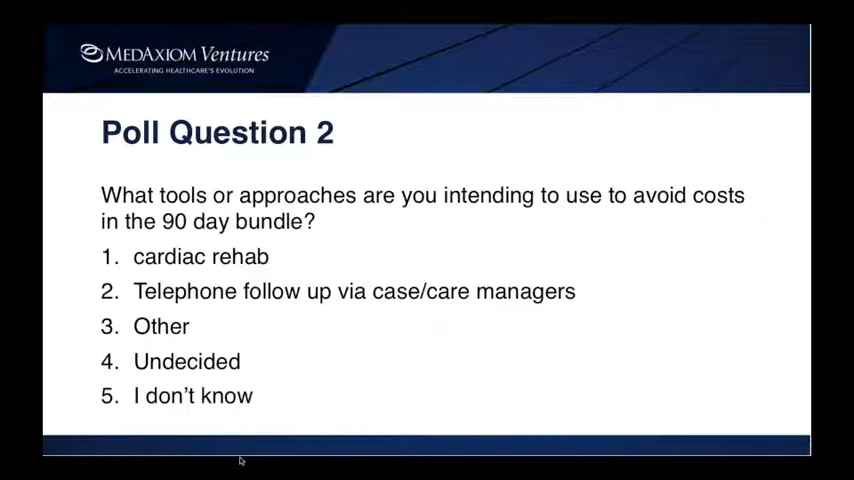 MEDAXIOM Ventures
ACCELERATING HEALTHCARE'S EVOLUTION
Poll Question 2
What tools or approaches are you intending to use to avoid costs
in the 90 day bundle?
1. cardiac rehab
2. Telephone follow up via case/care managers
3. Other
4. Undecided
5. I don't know